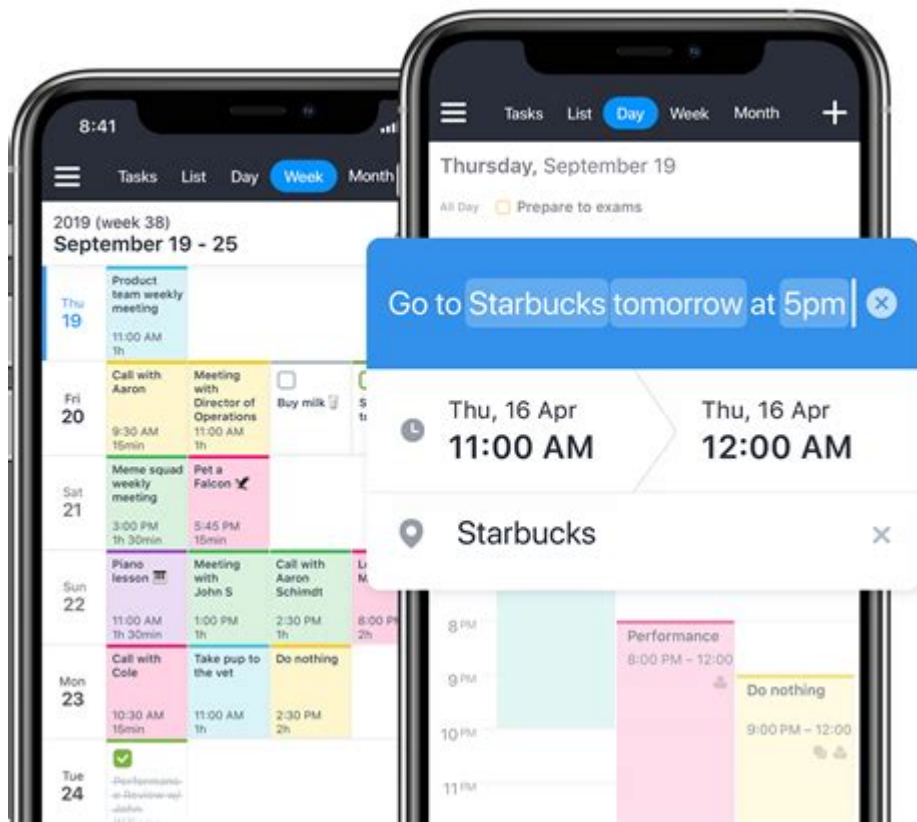 8:41
Tasks List Day Week Month
2019 (week 38)
September 19 - 25
Thu
19
Product
team weekly
meeting
11:00 AM
1h
Fri
20
Call with
Aaron
9:30 AM
15min
Meeting
with
Director of
Operations
11:00 AM
1h
Buy milk
Sat
21
Meme squad
weekly
meeting
3:00 PM
1h 30min
Pet a
Falcon
5:45 PM
15min
Sun
22
Piano
lesson
11:00 AM
1h 30min
Meeting
with
John S
1:00 PM
1h
Call with
Aaron
Schimdt
2:30 PM
1h
8:00 P
2h
Mon
23
Call with
Cole
10:30 AM
15min
Take pup to
the vet
11:00 AM
1h
Do nothing
2:30 PM
2h
Tue
24
Performanc
e Review w/
John
Tasks List Day Week Month
Thursday, September 19
All Day Prepare to exams
Go to Starbucks tomorrow at 5pm
Thu, 16 Apr
11:00 AM
Thu, 16 Apr
12:00 AM
Starbucks
8 PM
9 PM
10 PM
11 PM
Performance
8:00 PM – 12:00
Do nothing
9:00 PM – 12:00